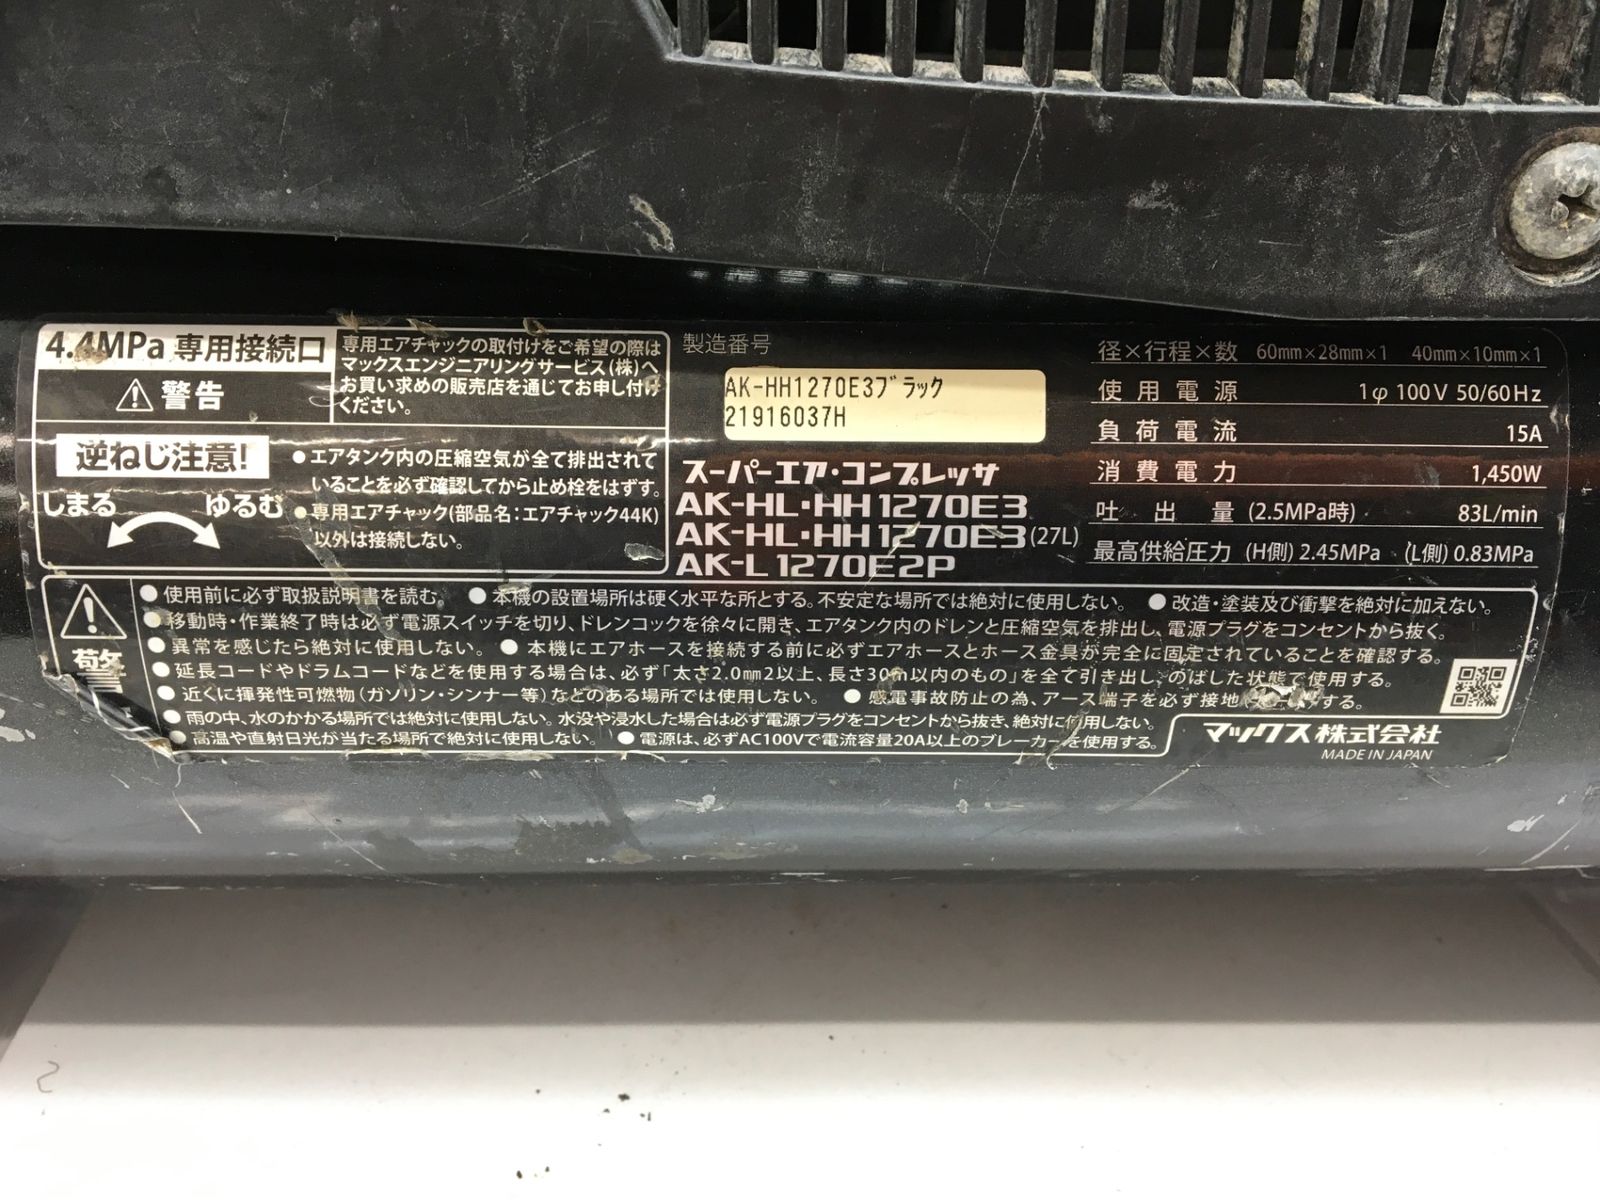 4.4MPa 専用接続口
警告
専用エアチャックの取付けをご希望の際は
マックスエンジニアリングサービス(株)へ
お買い求めの販売店を通じてお申し付け
ください。
逆ねじ注意!
しまる ゆるむ
●エアタンク内の圧縮空気が全て排出されて
いることを必ず確認してから止め栓をはずす。
●専用エアチャック(部品名:エアチャック44K)
以外は接続しない。
製造番号
AK-HH1270E3ブラック
21916037H
スーパーエア・コンプレッサ
AK-HL・HH1270E3
AK-HL・HH1270E3(27L)
AK-L1270E2P
径×行程×数 60mm×28mm×1 40mm×10mm×1
使用電源 1φ 100V 50/60Hz
負荷電流 15A
消費電力 1,450W
吐出量 (2.5MPa時) 83L/min
最高供給圧力 (H側) 2.45MPa (L側) 0.83MPa
警
●使用前に必ず取扱説明書を読む。 ●本機の設置場所は硬く水平な所とする。不安定な場所では絶対に使用しない。 ●改造・塗装及び衝撃を絶対に加えない。
●移動時・作業終了時は必ず電源スイッチを切り、ドレンコックを徐々に開き、エアタンク内のドレンと圧縮空気を排出し、電源プラグをコンセントから抜く。
●異常を感じたら絶対に使用しない。 ●本機にエアホースを接続する前に必ずエアホースとホース金具が完全に固定されていることを確認する。
●延長コードやドラムコードなどを使用する場合は、必ず「太さ2.0mm2以上、長さ30m以内のもの」を全て引き出し、のばした状態で使用する。
●近くに揮発性可燃物(ガソリン・シンナー等)などのある場所では使用しない。 ●感電事故防止の為、アース端子を必ず接地する。
●雨の中、水のかかる場所では絶対に使用しない。水没や浸水した場合は必ず電源プラグをコンセントから抜き、絶対に使用しない。
●高温や直射日光が当たる場所で絶対に使用しない。 ●電源は、必ずAC100Vで電流容量20A以上のブレーカーを使用する。
マックス株式会社
MADE IN JAPAN